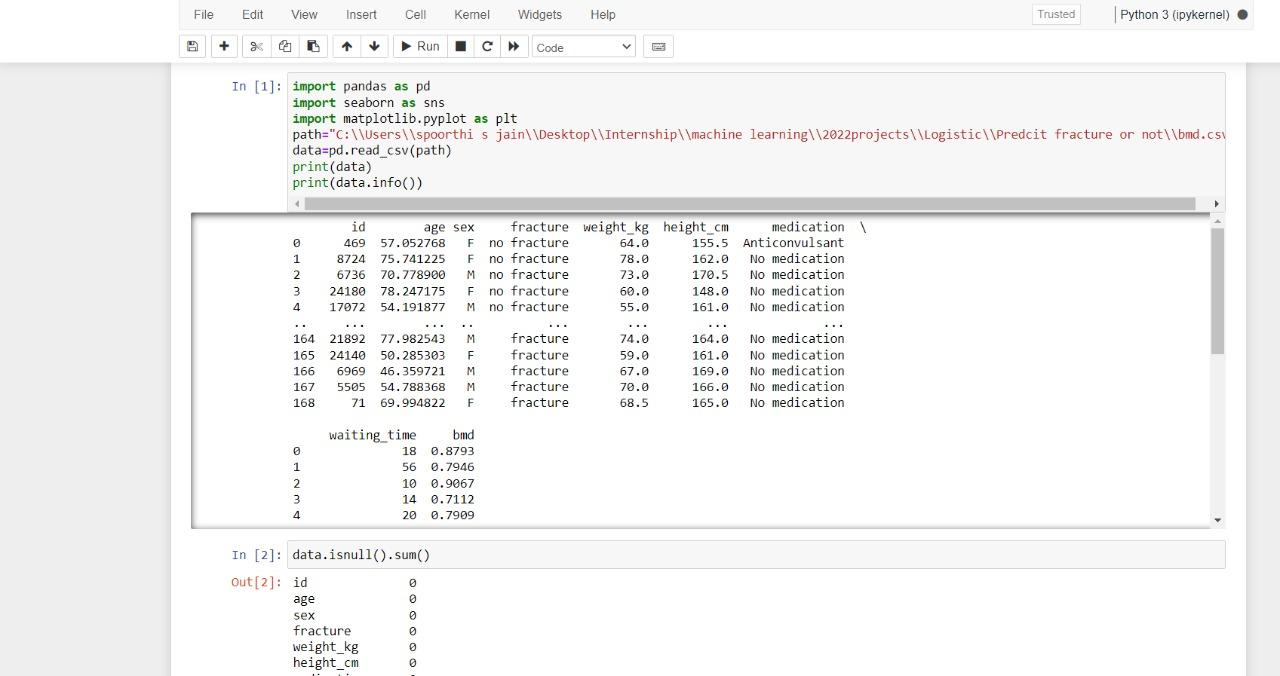 File Edit View Insert Cell Kernel Widgets Help Trusted Python 3 (ipykernel)
Run Code
In [1]: import pandas as pd
import seaborn as sns
import matplotlib.pyplot as plt
path="C:\\Users\\spoorthi s jain\\Desktop\\Internship\\machine learning\\2022projects\\Logistic\\Predcit fracture or not\\bmd.csv
data=pd.read_csv(path)
print(data)
print(data.info())
id age sex fracture weight_kg height_cm medication \
0 469 57.052768 F no fracture 64.0 155.5 Anticonvulsant
1 8724 75.741225 F no fracture 78.0 162.0 No medication
2 6736 70.778900 M no fracture 73.0 170.5 No medication
3 24180 78.247175 F no fracture 60.0 148.0 No medication
4 17072 54.191877 M no fracture 55.0 161.0 No medication
.. ... ... .. ... ... ... ...
164 21892 77.982543 M fracture 74.0 164.0 No medication
165 24140 50.285303 F fracture 59.0 161.0 No medication
166 6969 46.359721 M fracture 67.0 169.0 No medication
167 5505 54.788368 M fracture 70.0 166.0 No medication
168 71 69.994822 F fracture 68.5 165.0 No medication
waiting_time bmd
0 18 0.8793
1 56 0.7946
2 10 0.9067
3 14 0.7112
4 20 0.7909
In [2]: data.isnull().sum()
Out[2]: id 0
age 0
sex 0
fracture 0
weight_kg 0
height_cm 0